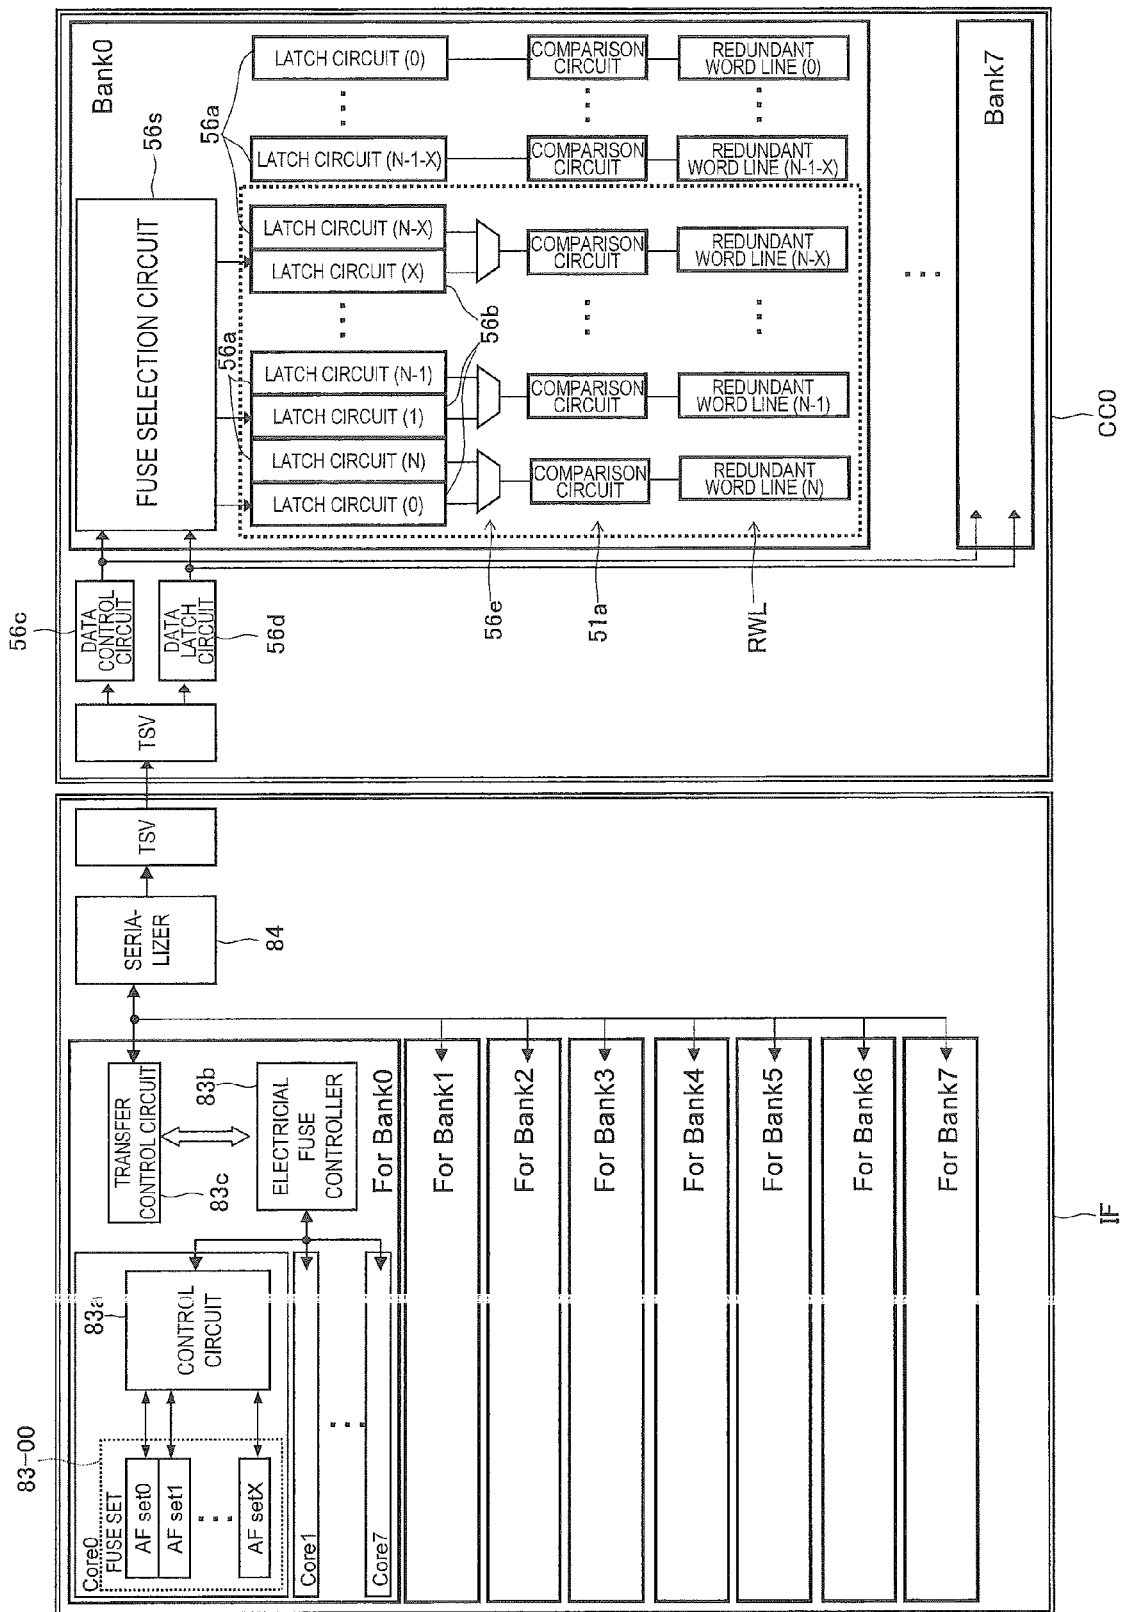 83-00
Core0
FUSE SET
AF set0
AF set1
AF setX
83a
CONTROL
CIRCUIT
Core1
Core7
TRANSFER
CONTROL CIRCUIT
83c
83b
ELECTRICIAL
FUSE
CONTROLLER
For Bank0
For Bank1
For Bank2
For Bank3
For Bank4
For Bank5
For Bank6
For Bank7
SERIA-
LIZER
84
TSV
IF
TSV
56c
DATA
CONTROL
CIRCUIT
DATA
LATCH
CIRCUIT
56d
56s
FUSE SELECTION CIRCUIT
Bank0
56a
56a
56b
LATCH CIRCUIT (0)
LATCH CIRCUIT (N)
LATCH CIRCUIT (1)
LATCH CIRCUIT (N-1)
LATCH CIRCUIT (X)
LATCH CIRCUIT (N-X)
LATCH CIRCUIT (N-1-X)
LATCH CIRCUIT (0)
56e
51a
COMPARISON
CIRCUIT
COMPARISON
CIRCUIT
COMPARISON
CIRCUIT
COMPARISON
CIRCUIT
COMPARISON
CIRCUIT
RWL
REDUNDANT
WORD LINE (N)
REDUNDANT
WORD LINE (N-1)
REDUNDANT
WORD LINE (N-X)
REDUNDANT
WORD LINE (N-1-X)
REDUNDANT
WORD LINE (0)
Bank7
CC0